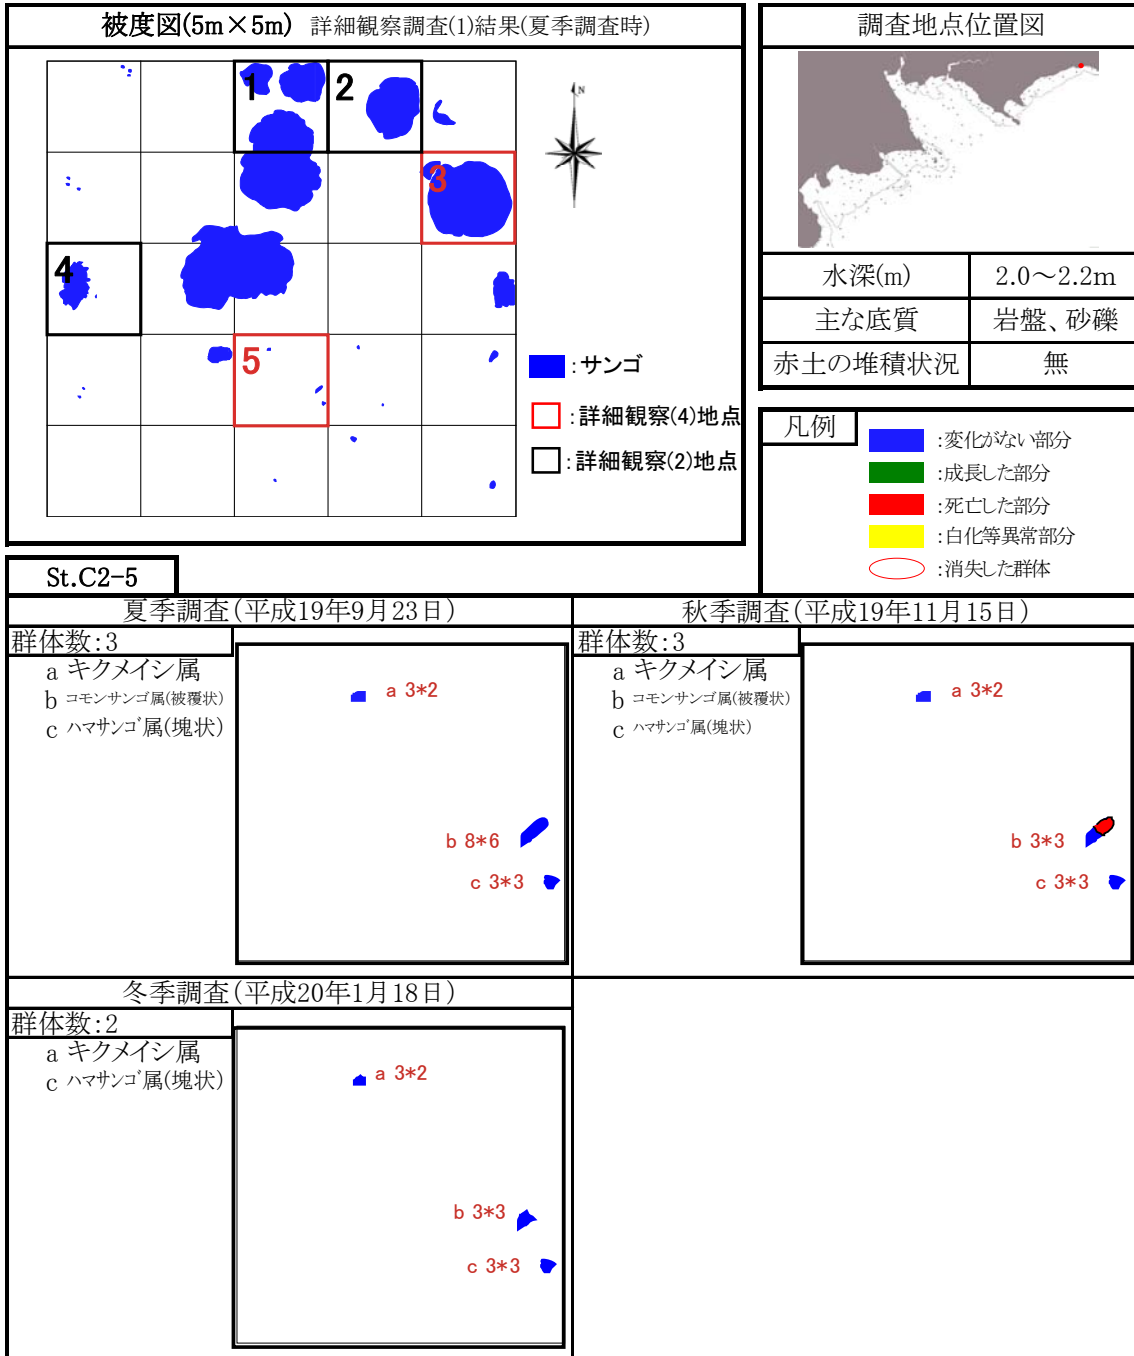 被度図(5m×5m) 詳細観察調査(1)結果(夏季調査時)
1
2
3
4
5
N
:サンゴ
:詳細観察(4)地点
:詳細観察(2)地点
調査地点位置図
水深(m) 2.0～2.2m
主な底質 岩盤、砂礫
赤土の堆積状況 無
凡例
:変化がない部分
:成長した部分
:死亡した部分
:白化等異常部分
:消失した群体
St.C2-5
夏季調査(平成19年9月23日)
群体数:3
a キクメイシ属
b コモンサンゴ属(被覆状)
c ハマサンゴ属(塊状)
a 3*2
b 8*6
c 3*3
秋季調査(平成19年11月15日)
群体数:3
a キクメイシ属
b コモンサンゴ属(被覆状)
c ハマサンゴ属(塊状)
a 3*2
b 3*3
c 3*3
冬季調査(平成20年1月18日)
群体数:2
a キクメイシ属
c ハマサンゴ属(塊状)
a 3*2
b 3*3
c 3*3